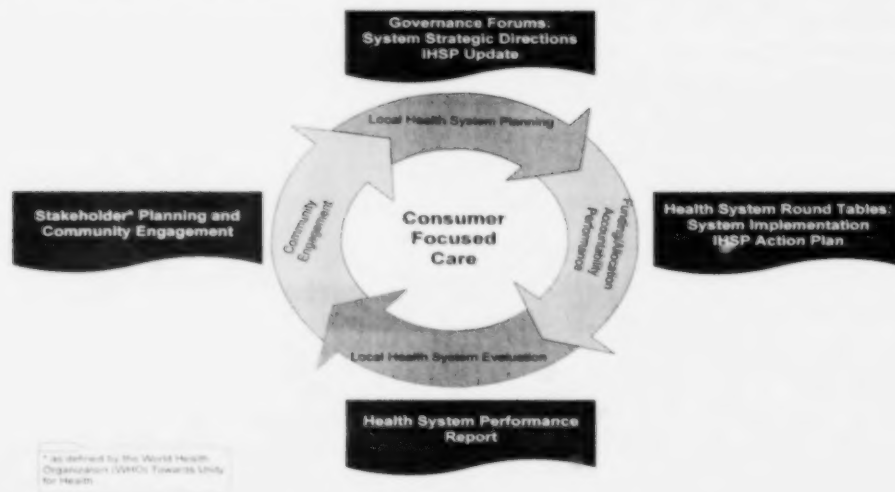 Governance Forums:
System Strategic Directions
IHSP Update
Local Health System Planning
Stakeholder* Planning and
Community Engagement
Community
Engagement
Consumer
Focused
Care
Funding/Allocation
Accountability
Performance
Health System Round Tables:
System Implementation
IHSP Action Plan
Local Health System Evaluation
Health System Performance
Report
* as defined by the World Health
Organization (WHO) Towards Unity
for Health